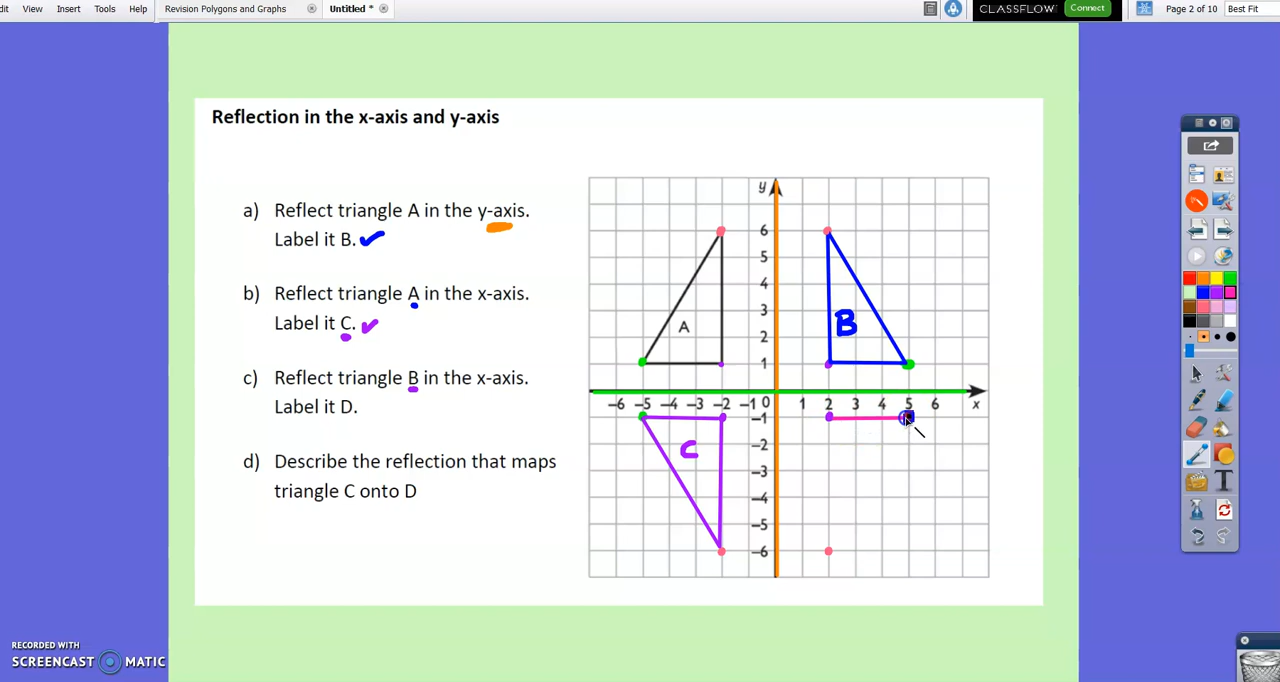 dit View Insert Tools Help Revision Polygons and Graphs Untitled * CLASSFLOW Connect Page 2 of 10 Best Fit
Reflection in the x-axis and y-axis
a) Reflect triangle A in the y-axis.
Label it B.
b) Reflect triangle A in the x-axis.
Label it C.
c) Reflect triangle B in the x-axis.
Label it D.
d) Describe the reflection that maps
triangle C onto D
y
6
5
4
3
2
1
A
B
−6 −5 −4 −3 −2 −1 0 1 2 3 4 5 6 x
−1
−2
−3
−4
−5
−6
C
T
RECORDED WITH
SCREENCAST MATIC